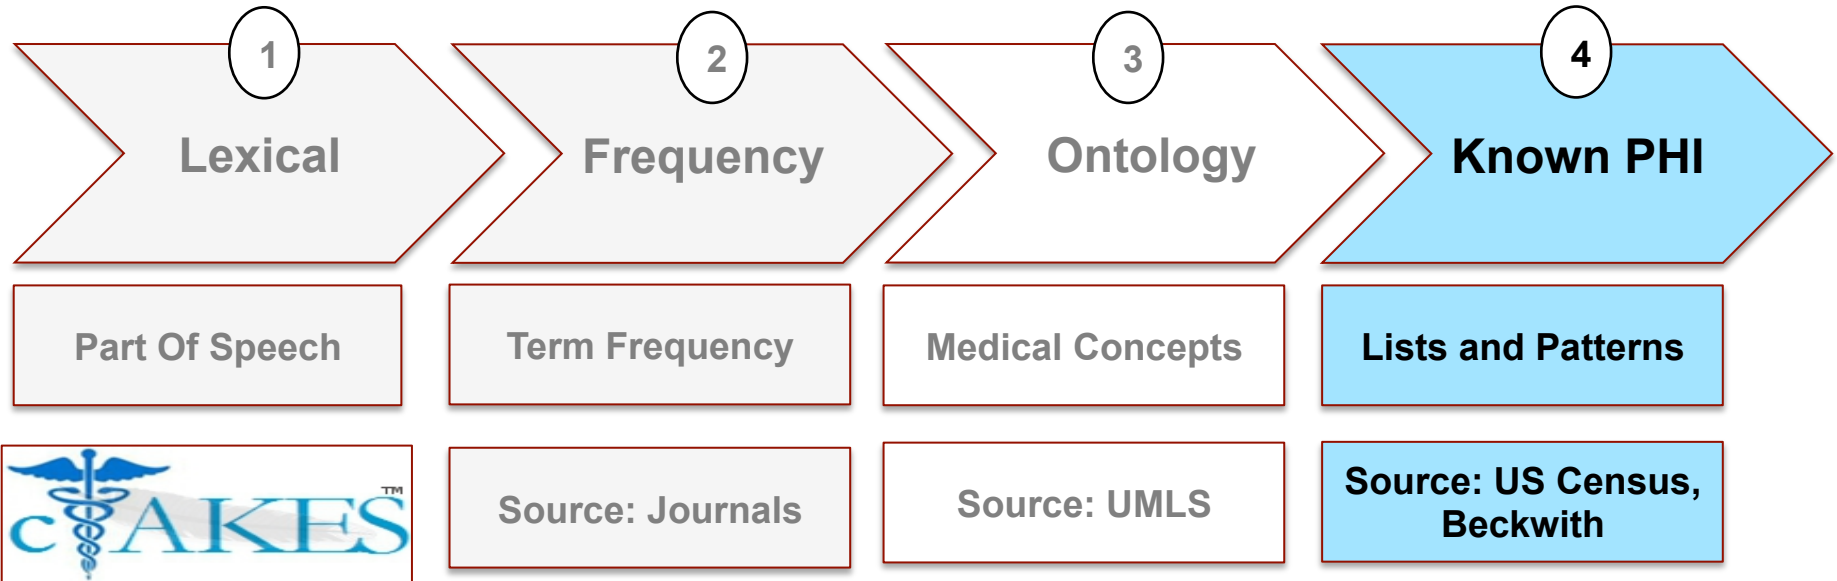 1
2
3
4
Lexical
Frequency
Ontology
Known PHI
Part Of Speech
Term Frequency
Medical Concepts
Lists and Patterns
cTAKES™
Source: Journals
Source: UMLS
Source: US Census,
Beckwith